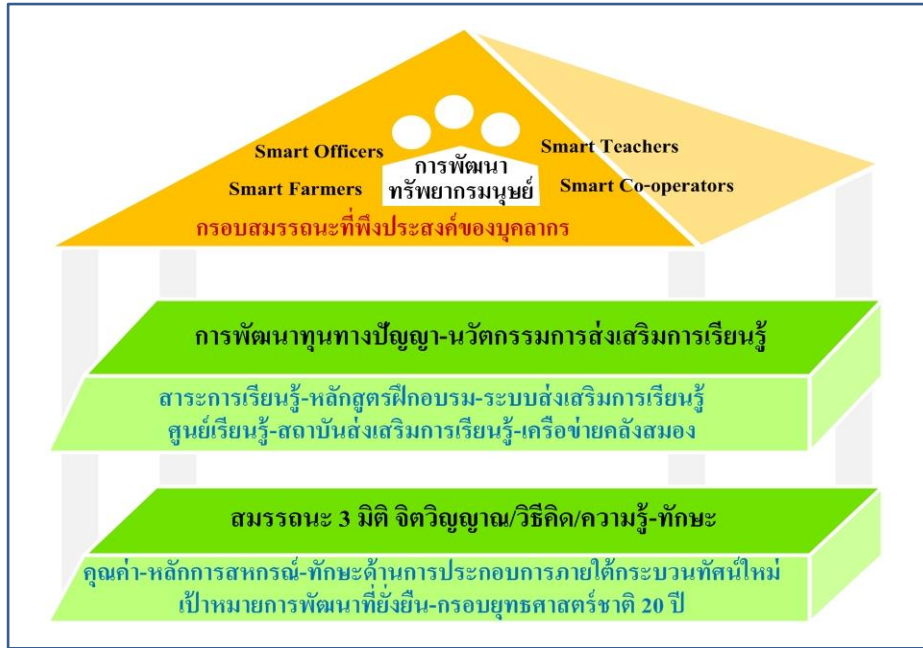 Smart Officers
Smart Teachers
การพัฒนา
ทรัพยากรมนุษย์
Smart Farmers
Smart Co-operators
กรอบสมรรถนะที่พึงประสงค์ของบุคลากร
การพัฒนาทุนทางปัญญา-นวัตกรรมการส่งเสริมการเรียนรู้
สาระการเรียนรู้-หลักสูตรฝึกอบรม-ระบบส่งเสริมการเรียนรู้
ศูนย์เรียนรู้-สถาบันส่งเสริมการเรียนรู้-เครือข่ายคลังสมอง
สมรรถนะ 3 มิติ จิตวิญญาณ/วิธีคิด/ความรู้-ทักษะ
คุณค่า-หลักการสหกรณ์-ทักษะด้านการประกอบการภายใต้กระบวนทัศน์ใหม่
เป้าหมายการพัฒนาที่ยั่งยืน-กรอบยุทธศาสตร์ชาติ 20 ปี